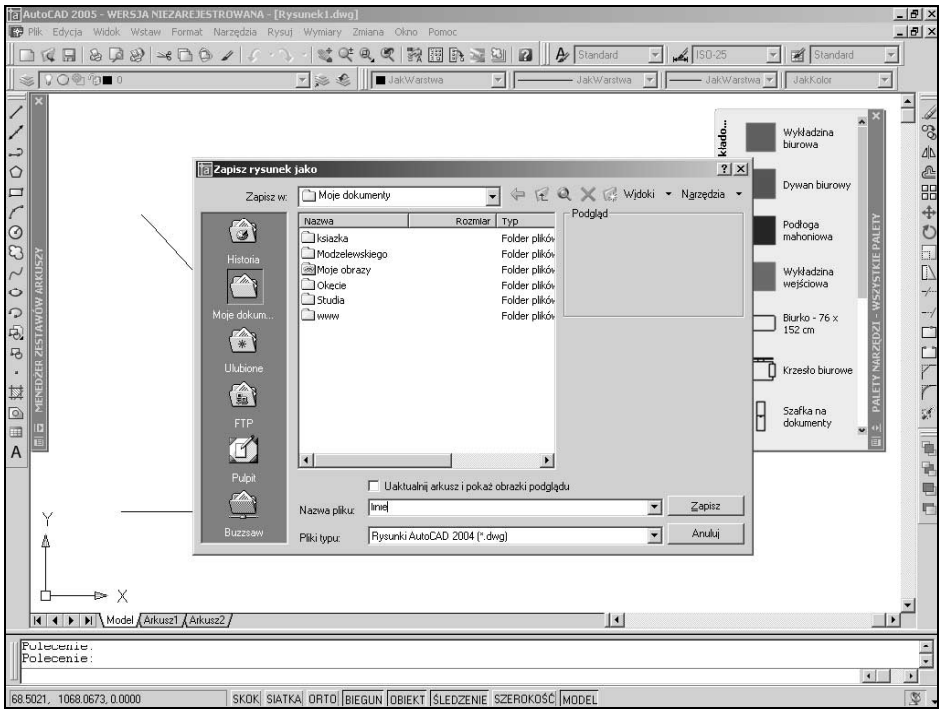 AutoCAD 2005 - WERSJA NIEZAREJESTROWANA - [Rysunek1.dwg]
Plik Edycja Widok Wstaw Format Narzędzia Rysuj Wymiary Zmiana Okno Pomoc
Standard ISO-25 Standard
0 JakWarstwa JakWarstwa JakWarstwa JakKolor
MENEDŻER ZESTAWÓW ARKUSZY
Wykładzina
biurowa
Dywan biurowy
Podłoga
mahoniowa
Wykładzina
wejściowa
Biurko - 76 x
152 cm
Krzesło biurowe
Szafka na
dokumenty
PALETY NARZĘDZI - WSZYSTKIE PALETY
Zapisz rysunek jako
Zapisz w: Moje dokumenty Widoki Narzędzia
Historia
Moje dokum...
Ulubione
FTP
Pulpit
Buzzsaw
Nazwa Rozmiar Typ
ksiazka Folder plików
Modzelewskiego Folder plików
Moje obrazy Folder plików
Okęcie Folder plików
Studia Folder plików
www Folder plików
Podgląd
Uaktualnij arkusz i pokaż obrazki podglądu
Nazwa pliku: linie Zapisz
Pliki typu: Rysunki AutoCAD 2004 (*.dwg) Anuluj
Y
X
A
Model Arkusz1 Arkusz2
Polecenie:
Polecenie:
68.5021, 1068.0673, 0.0000 SKOK SIATKA ORTO BIEGUN OBIEKT ŚLEDZENIE SZEROKOŚĆ MODEL